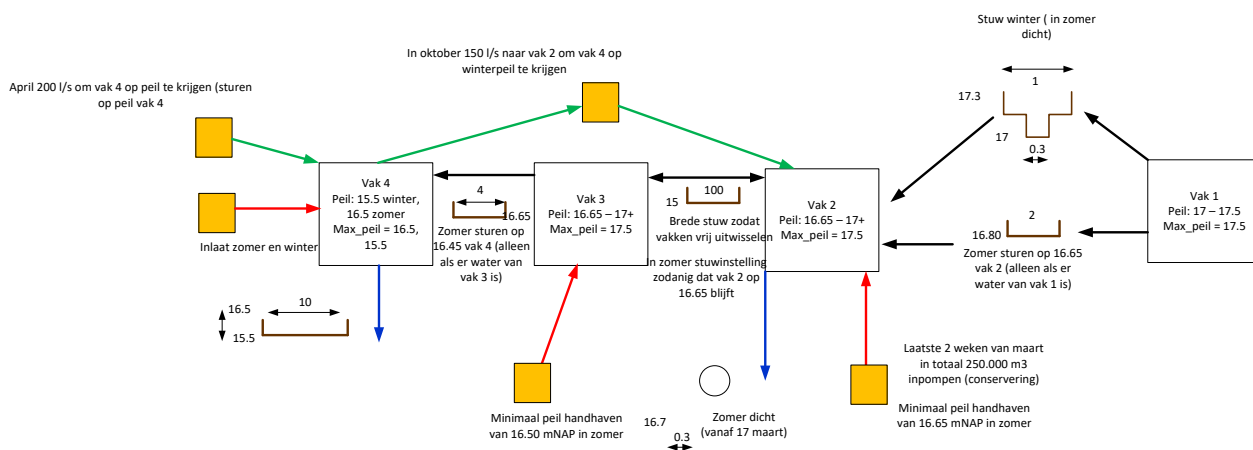 Stuw winter ( in zomer
dicht)
In oktober 150 l/s naar vak 2 om vak 4 op
winterpeil te krijgen
April 200 l/s om vak 4 op peil te krijgen (sturen
op peil vak 4
1
17.3
17
0.3
Vak 4
Peil: 15.5 winter,
16.5 zomer
Max_peil = 16.5,
15.5
4
16.65
Zomer sturen op
16.45 vak 4 (alleen
als er water van
vak 3 is)
Vak 3
Peil: 16.65 – 17+
Max_peil = 17.5
100
15
Brede stuw zodat
vakken vrij uitwisselen
In zomer stuwinstelling
zodanig dat vak 2 op
16.65 blijft
Vak 2
Peil: 16.65 – 17+
Max_peil = 17.5
2
16.80
Zomer sturen op 16.65
vak 2 (alleen als er
water van vak 1 is)
Vak 1
Peil: 17 – 17.5
Max_peil = 17.5
Inlaat zomer en winter
10
16.5
15.5
Minimaal peil handhaven
van 16.50 mNAP in zomer
16.7
0.3
Zomer dicht
(vanaf 17 maart)
Laatste 2 weken van maart
in totaal 250.000 m3
inpompen (conservering)
Minimaal peil handhaven
van 16.65 mNAP in zomer